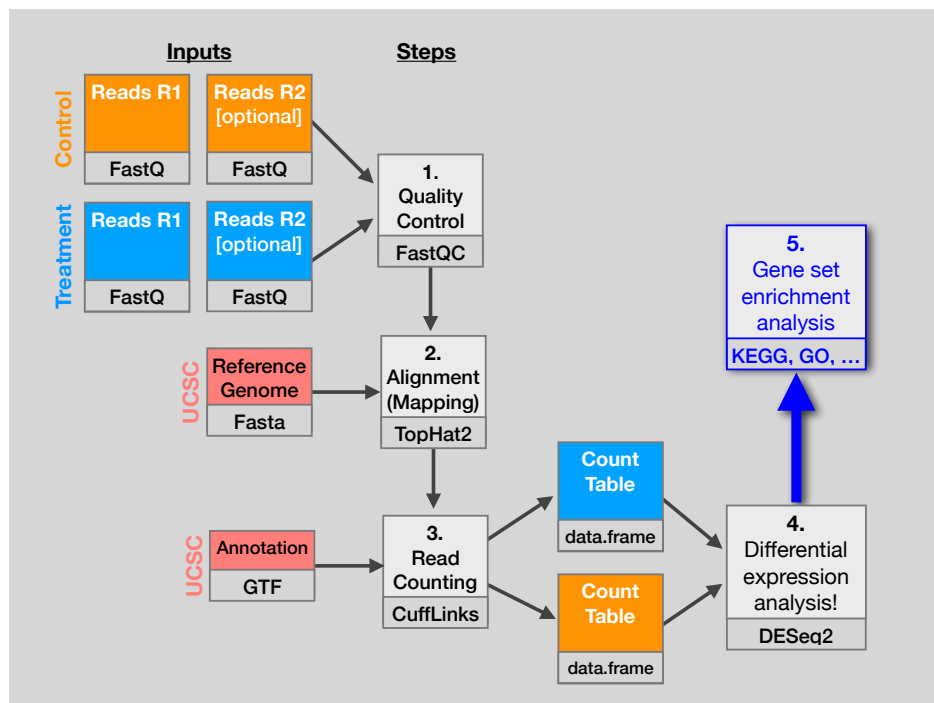 Inputs
Steps
Control
Reads R1
FastQ
Reads R2
[optional]
FastQ
Treatment
Reads R1
FastQ
Reads R2
[optional]
FastQ
1.
Quality
Control
FastQC
UCSC
Reference
Genome
Fasta
2.
Alignment
(Mapping)
TopHat2
UCSC
Annotation
GTF
3.
Read
Counting
CuffLinks
Count
Table
data.frame
Count
Table
data.frame
4.
Differential
expression
analysis!
DESeq2
5.
Gene set
enrichment
analysis
KEGG, GO, …